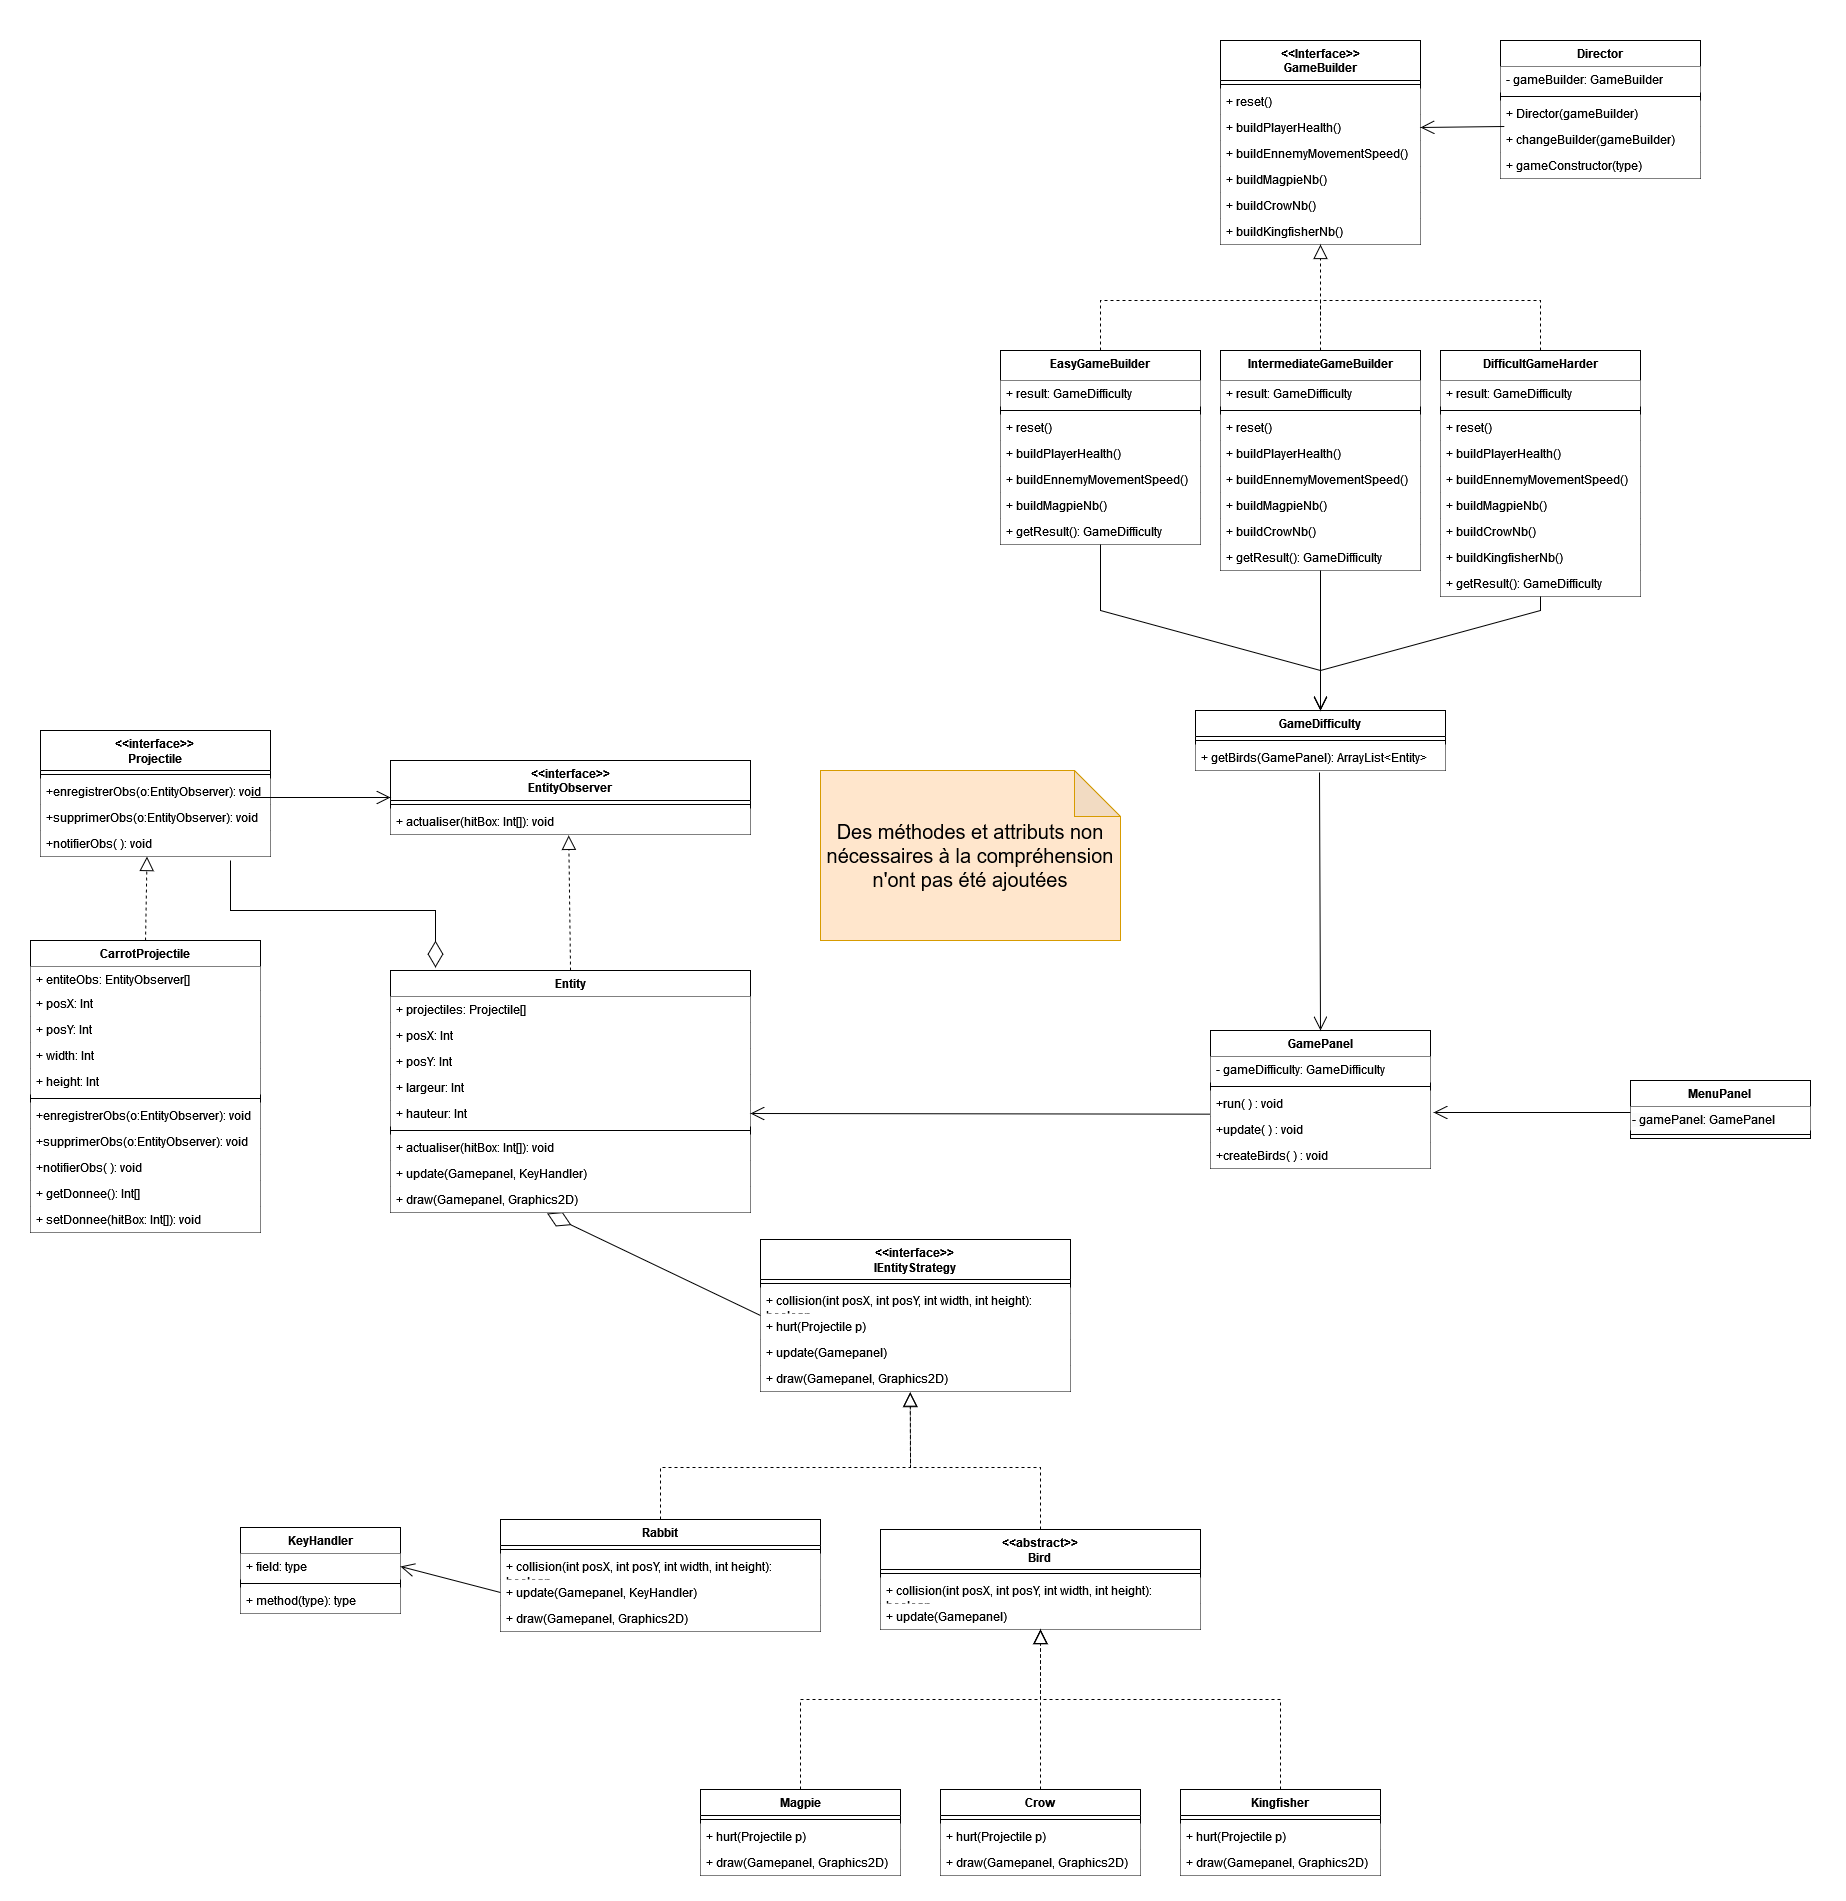 <<Interface>>
GameBuilder
+ reset()
+ buildPlayerHealth()
+ buildEnnemyMovementSpeed()
+ buildMagpieNb()
+ buildCrowNb()
+ buildKingfisherNb()
Director
- gameBuilder: GameBuilder
+ Director(gameBuilder)
+ changeBuilder(gameBuilder)
+ gameConstructor(type)
EasyGameBuilder
+ result: GameDifficulty
+ reset()
+ buildPlayerHealth()
+ buildEnnemyMovementSpeed()
+ buildMagpieNb()
+ getResult(): GameDifficulty
IntermediateGameBuilder
+ result: GameDifficulty
+ reset()
+ buildPlayerHealth()
+ buildEnnemyMovementSpeed()
+ buildMagpieNb()
+ buildCrowNb()
+ getResult(): GameDifficulty
DifficultGameHarder
+ result: GameDifficulty
+ reset()
+ buildPlayerHealth()
+ buildEnnemyMovementSpeed()
+ buildMagpieNb()
+ buildCrowNb()
+ buildKingfisherNb()
+ getResult(): GameDifficulty
GameDifficulty
+ getBirds(GamePanel): ArrayList<Entity>
<<interface>>
Projectile
+enregistrerObs(o:EntityObserver): void
+supprimerObs(o:EntityObserver): void
+notifierObs( ): void
<<interface>>
EntityObserver
+ actualiser(hitBox: Int[]): void
Des méthodes et attributs non
nécessaires à la compréhension
n'ont pas été ajoutées
CarrotProjectile
+ entiteObs: EntityObserver[]
+ posX: Int
+ posY: Int
+ width: Int
+ height: Int
+enregistrerObs(o:EntityObserver): void
+supprimerObs(o:EntityObserver): void
+notifierObs( ): void
+ getDonnee(): Int[]
+ setDonnee(hitBox: Int[]): void
Entity
+ projectiles: Projectile[]
+ posX: Int
+ posY: Int
+ largeur: Int
+ hauteur: Int
+ actualiser(hitBox: Int[]): void
+ update(Gamepanel, KeyHandler)
+ draw(Gamepanel, Graphics2D)
GamePanel
- gameDifficulty: GameDifficulty
+run( ) : void
+update( ) : void
+createBirds( ) : void
MenuPanel
- gamePanel: GamePanel
<<interface>>
IEntityStrategy
+ collision(int posX, int posY, int width, int height):
+ hurt(Projectile p)
+ update(Gamepanel)
+ draw(Gamepanel, Graphics2D)
KeyHandler
+ field: type
+ method(type): type
Rabbit
+ collision(int posX, int posY, int width, int height):
+ update(Gamepanel, KeyHandler)
+ draw(Gamepanel, Graphics2D)
<<abstract>>
Bird
+ collision(int posX, int posY, int width, int height):
+ update(Gamepanel)
Magpie
+ hurt(Projectile p)
+ draw(Gamepanel, Graphics2D)
Crow
+ hurt(Projectile p)
+ draw(Gamepanel, Graphics2D)
Kingfisher
+ hurt(Projectile p)
+ draw(Gamepanel, Graphics2D)